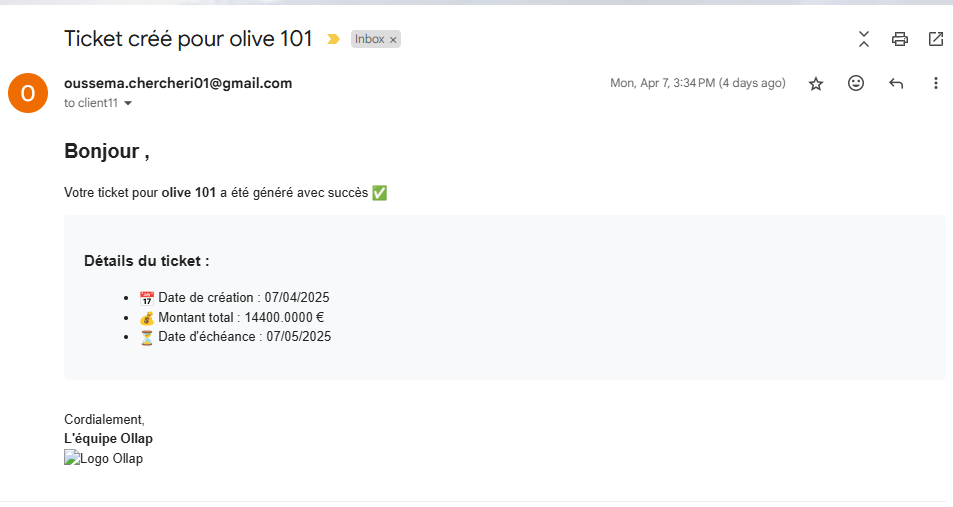 Ticket créé pour olive 101
Inbox ×
oussema.chercheri01@gmail.com
Mon, Apr 7, 3:34 PM (4 days ago)
O
to client11
Bonjour ,
Votre ticket pour olive 101 a été généré avec succès ✅
Détails du ticket :
• 📅 Date de création : 07/04/2025
• 💰 Montant total : 14400.0000 €
• ⏳ Date d'échéance : 07/05/2025
Cordialement,
L'équipe Ollap
Logo Ollap